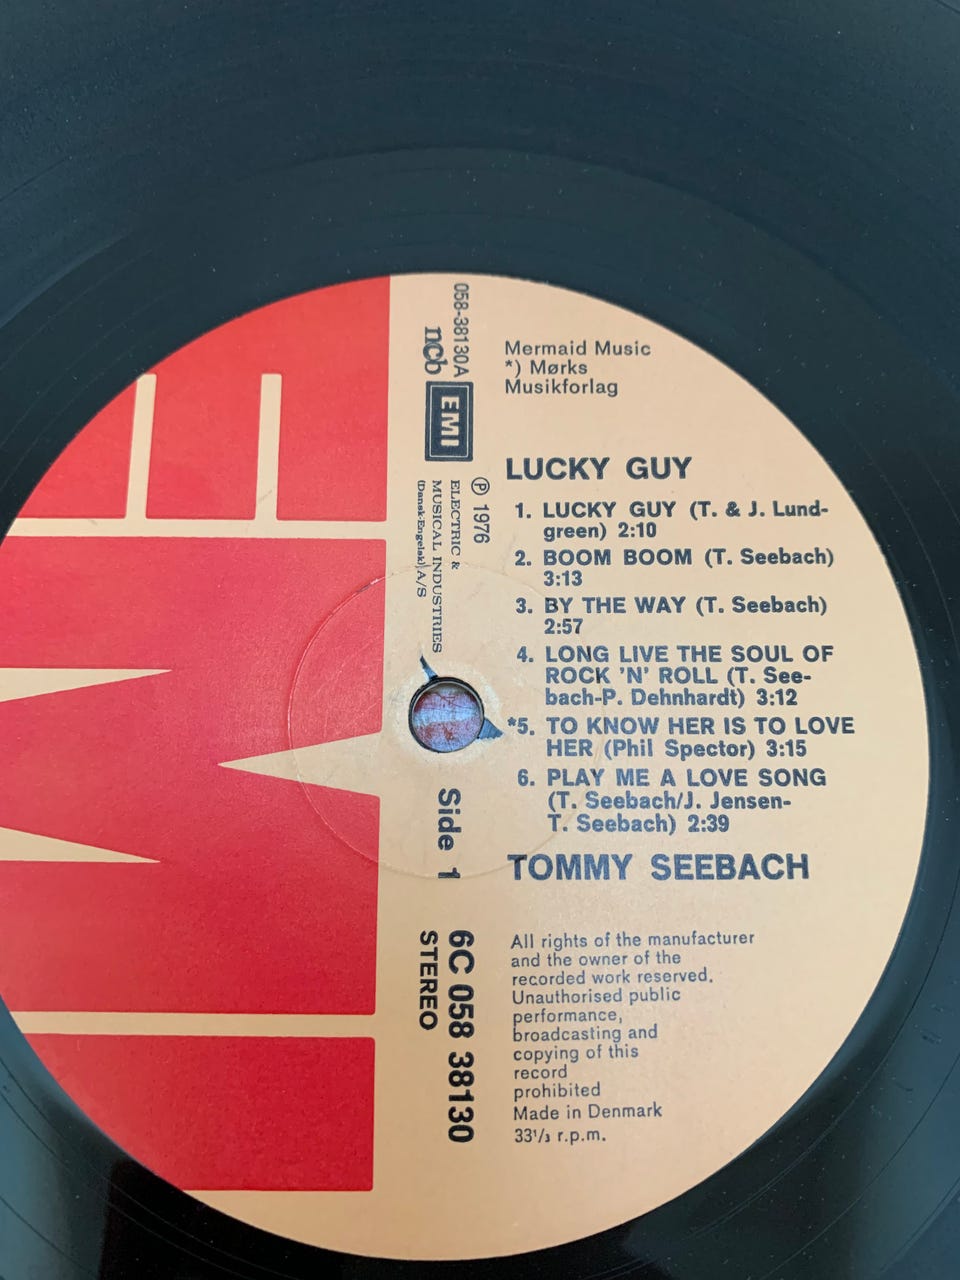 Mermaid Music
*) Mørks
Musikforlag
LUCKY GUY
1. LUCKY GUY (T. & J. Lund-
green) 2:10
2. BOOM BOOM (T. Seebach)
3:13
3. BY THE WAY (T. Seebach)
2:57
4. LONG LIVE THE SOUL OF
ROCK 'N' ROLL (T. See-
bach-P. Dehnhardt) 3:12
*5. TO KNOW HER IS TO LOVE
HER (Phil Spector) 3:15
6. PLAY ME A LOVE SONG
(T. Seebach/J. Jensen-
T. Seebach) 2:39
TOMMY SEEBACH
All rights of the manufacturer
and the owner of the
recorded work reserved.
Unauthorised public
performance,
broadcasting and
copying of this
record
prohibited
Made in Denmark
33⅓ r.p.m.
058-38130A
ncb
EMI
Ⓟ 1976
ELECTRIC &
MUSICAL INDUSTRIES
(Dansk-Engelsk) A/S
Side 1
6C 058 38130
STEREO